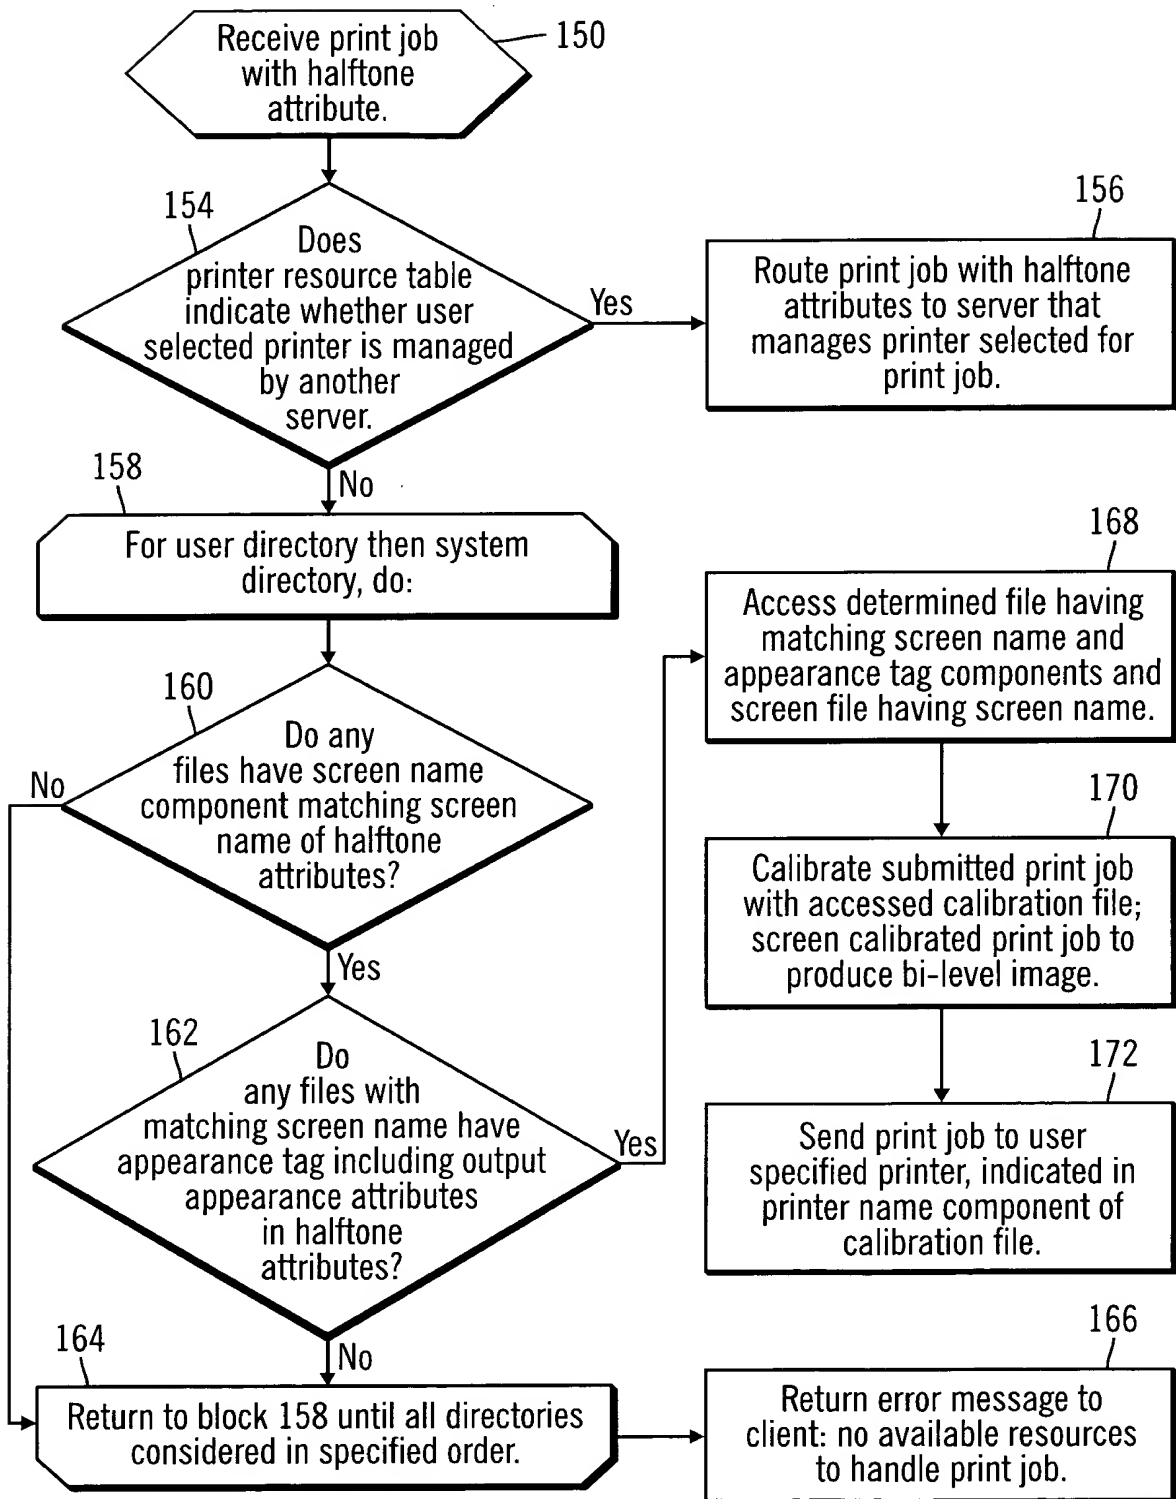 Receive print job
with halftone
attribute.
150
154
Does
printer resource table
indicate whether user
selected printer is managed
by another
server.
Yes
156
Route print job with halftone
attributes to server that
manages printer selected for
print job.
No
158
For user directory then system
directory, do:
160
Do any
files have screen name
component matching screen
name of halftone
attributes?
No
Yes
162
Do
any files with
matching screen name have
appearance tag including output
appearance attributes
in halftone
attributes?
Yes
No
168
Access determined file having
matching screen name and
appearance tag components and
screen file having screen name.
170
Calibrate submitted print job
with accessed calibration file;
screen calibrated print job to
produce bi-level image.
172
Send print job to user
specified printer, indicated in
printer name component of
calibration file.
164
Return to block 158 until all directories
considered in specified order.
166
Return error message to
client: no available resources
to handle print job.